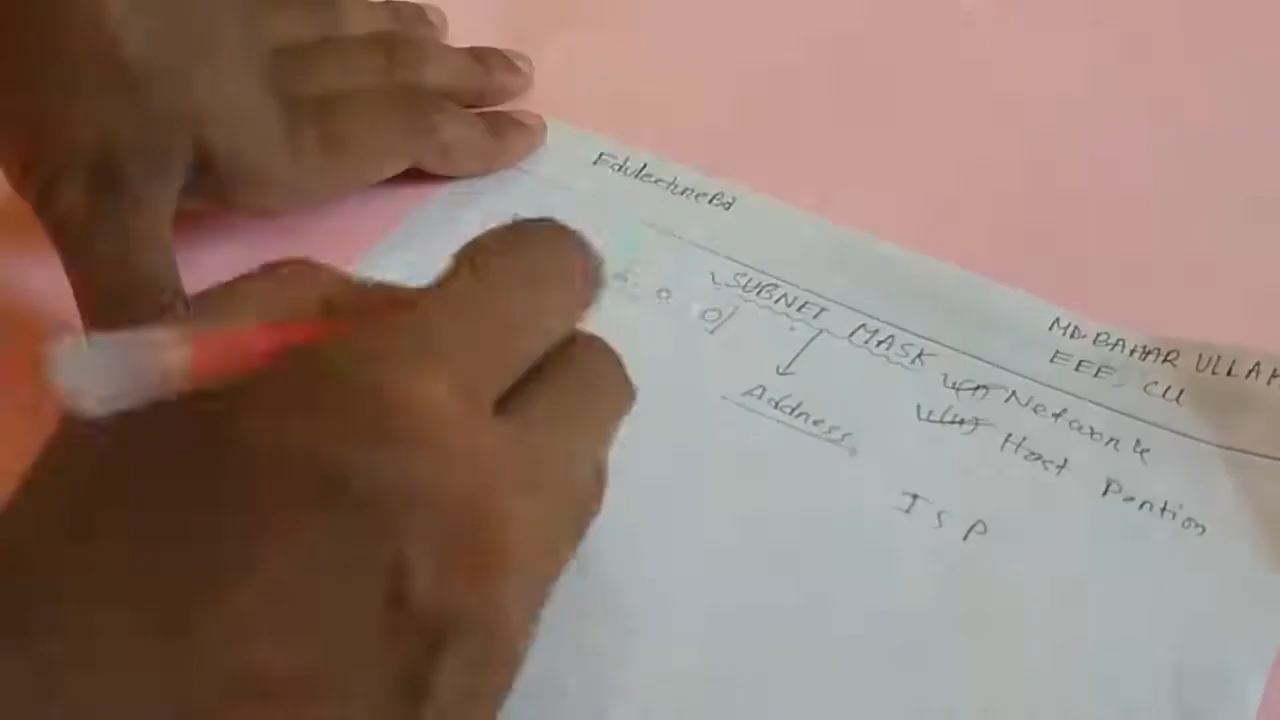 EdulectureBd
MD. BAHAR ULLAH
EEE, CU
SUBNET MASK
Network
Host Portion
Address
ISP